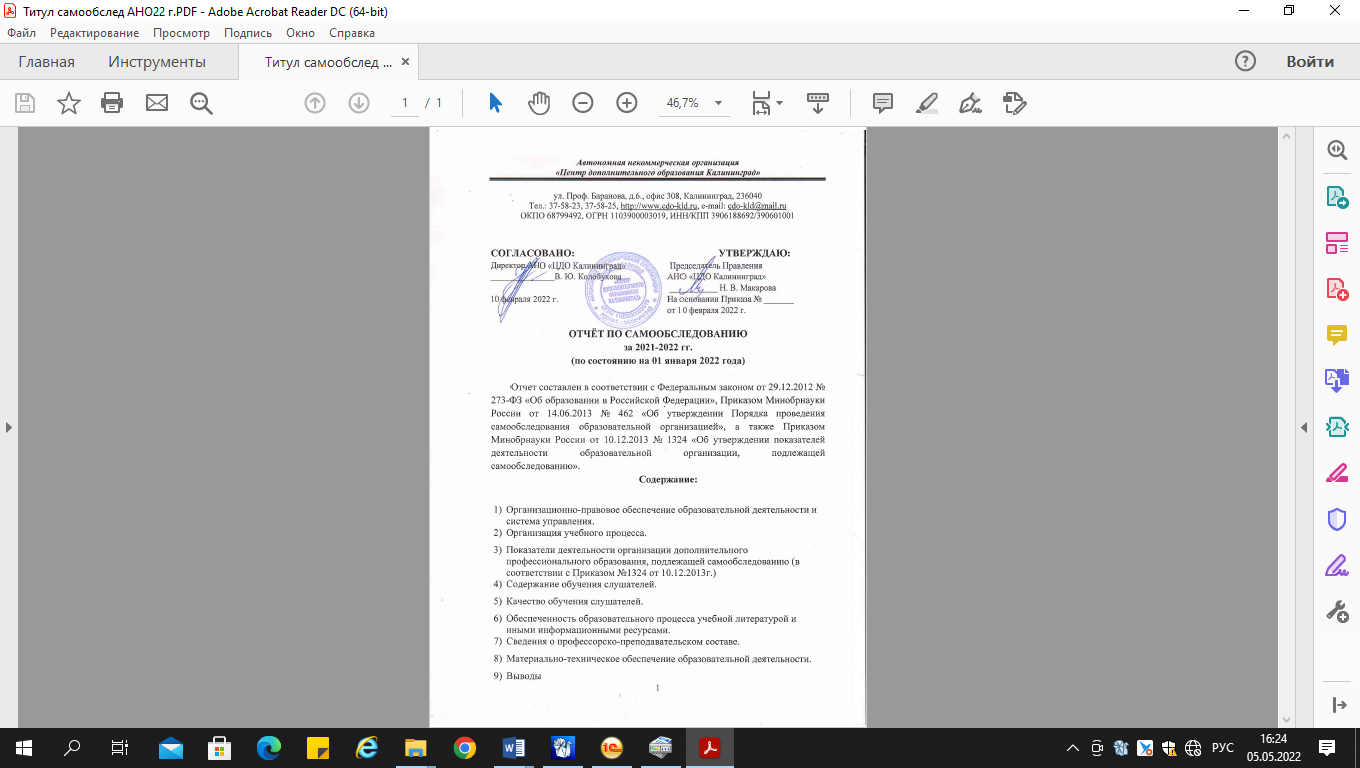 Титул самообслед АНО22 г.PDF - Adobe Acrobat Reader DC (64-bit)
Файл Редактирование Просмотр Подпись Окно Справка
Главная Инструменты Титул самообслед ... × Войти
1 / 1 46,7%
Автономная некоммерческая организация
«Центр дополнительного образования Калининград»
ул. Проф. Баранова, д.6., офис 308, Калининград, 236040
Тел.: 37-58-23, 37-58-25, http://www.cdo-kld.ru, e-mail: cdo-kld@mail.ru
ОКПО 68799492, ОГРН 1103900003019, ИНН/КПП 3906188692/390601001
СОГЛАСОВАНО: УТВЕРЖДАЮ:
Директор АНО «ЦДО Калининград» Председатель Правления
В. Ю. Колобухова АНО «ЦДО Калининград»
Н. В. Макарова
10 февраля 2022 г. На основании Приказа № _______
от 10 февраля 2022 г.
ОТЧЁТ ПО САМООБСЛЕДОВАНИЮ
за 2021-2022 гг.
(по состоянию на 01 января 2022 года)
Отчет составлен в соответствии с Федеральным законом от 29.12.2012 №
273-ФЗ «Об образовании в Российской Федерации», Приказом Минобрнауки
России от 14.06.2013 № 462 «Об утверждении Порядка проведения
самообследования образовательной организацией», а также Приказом
Минобрнауки России от 10.12.2013 № 1324 «Об утверждении показателей
деятельности образовательной организации, подлежащей
самообследованию».
Содержание:
1) Организационно-правовое обеспечение образовательной деятельности и
система управления.
2) Организация учебного процесса.
3) Показатели деятельности организации дополнительного
профессионального образования, подлежащей самообследованию (в
соответствии с Приказом №1324 от 10.12.2013г.)
4) Содержание обучения слушателей.
5) Качество обучения слушателей.
6) Обеспеченность образовательного процесса учебной литературой и
иными информационными ресурсами.
7) Сведения о профессорско-преподавательском составе.
8) Материально-техническое обеспечение образовательной деятельности.
9) Выводы
1
РУС
16:24
05.05.2022